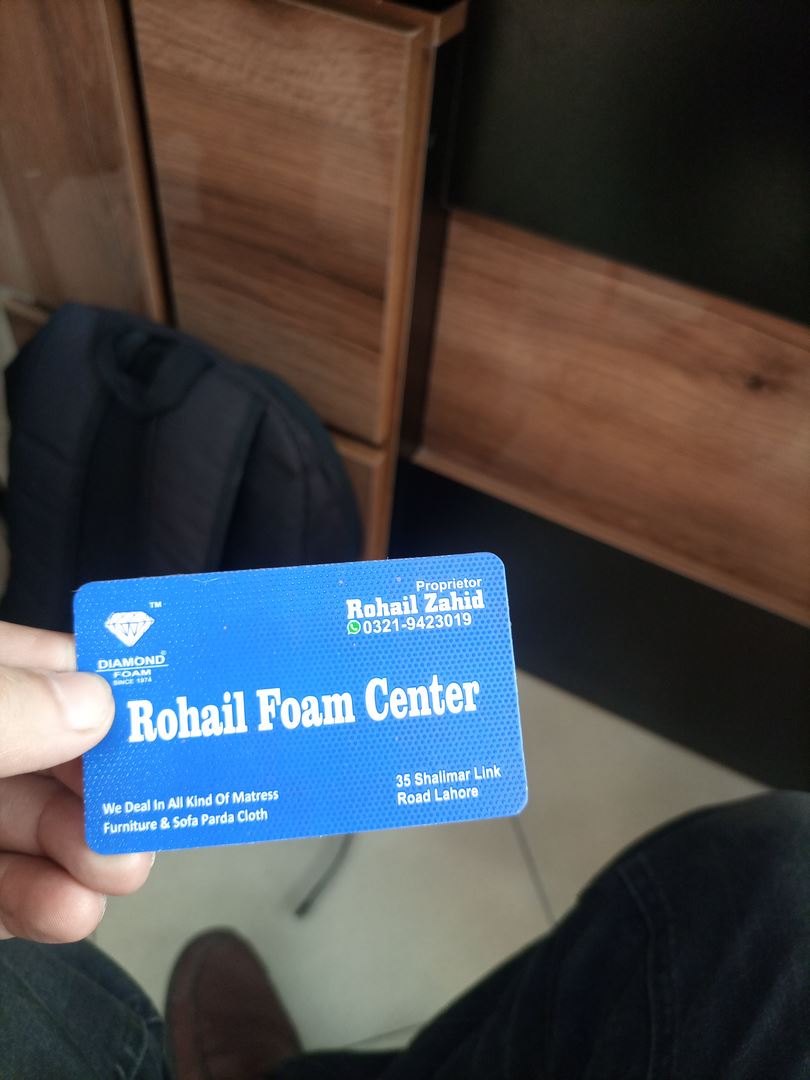 TM
DIAMOND®
FOAM
SINCE 1974
Proprietor
Rohail Zahid
0321-9423019
Rohail Foam Center
We Deal In All Kind Of Matress
Furniture & Sofa Parda Cloth
35 Shalimar Link
Road Lahore